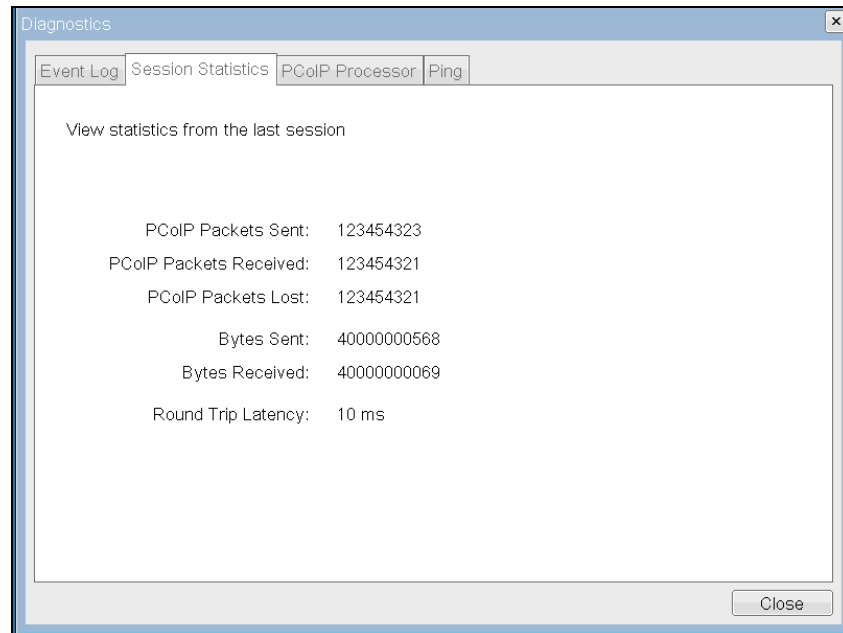 Diagnostics
Event Log Session Statistics PCoIP Processor Ping
View statistics from the last session
PCoIP Packets Sent: 123454323
PCoIP Packets Received: 123454321
PCoIP Packets Lost: 123454321
Bytes Sent: 40000000568
Bytes Received: 40000000069
Round Trip Latency: 10 ms
Close